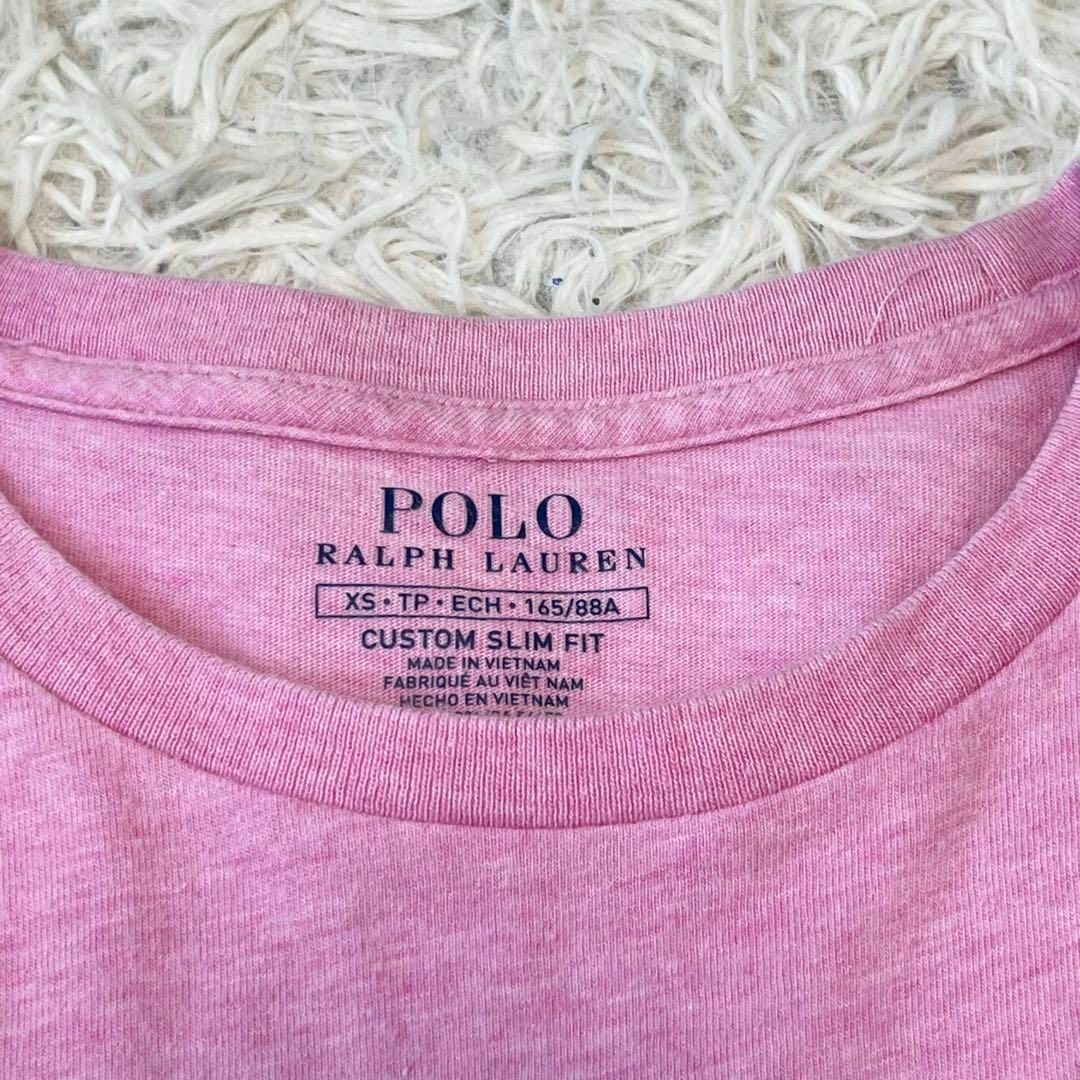 POLO
RALPH LAUREN
XS • TP • ECH • 165/88A
CUSTOM SLIM FIT
MADE IN VIETNAM
FABRIQUÉ AU VIÊT NAM
HECHO EN VIETNAM